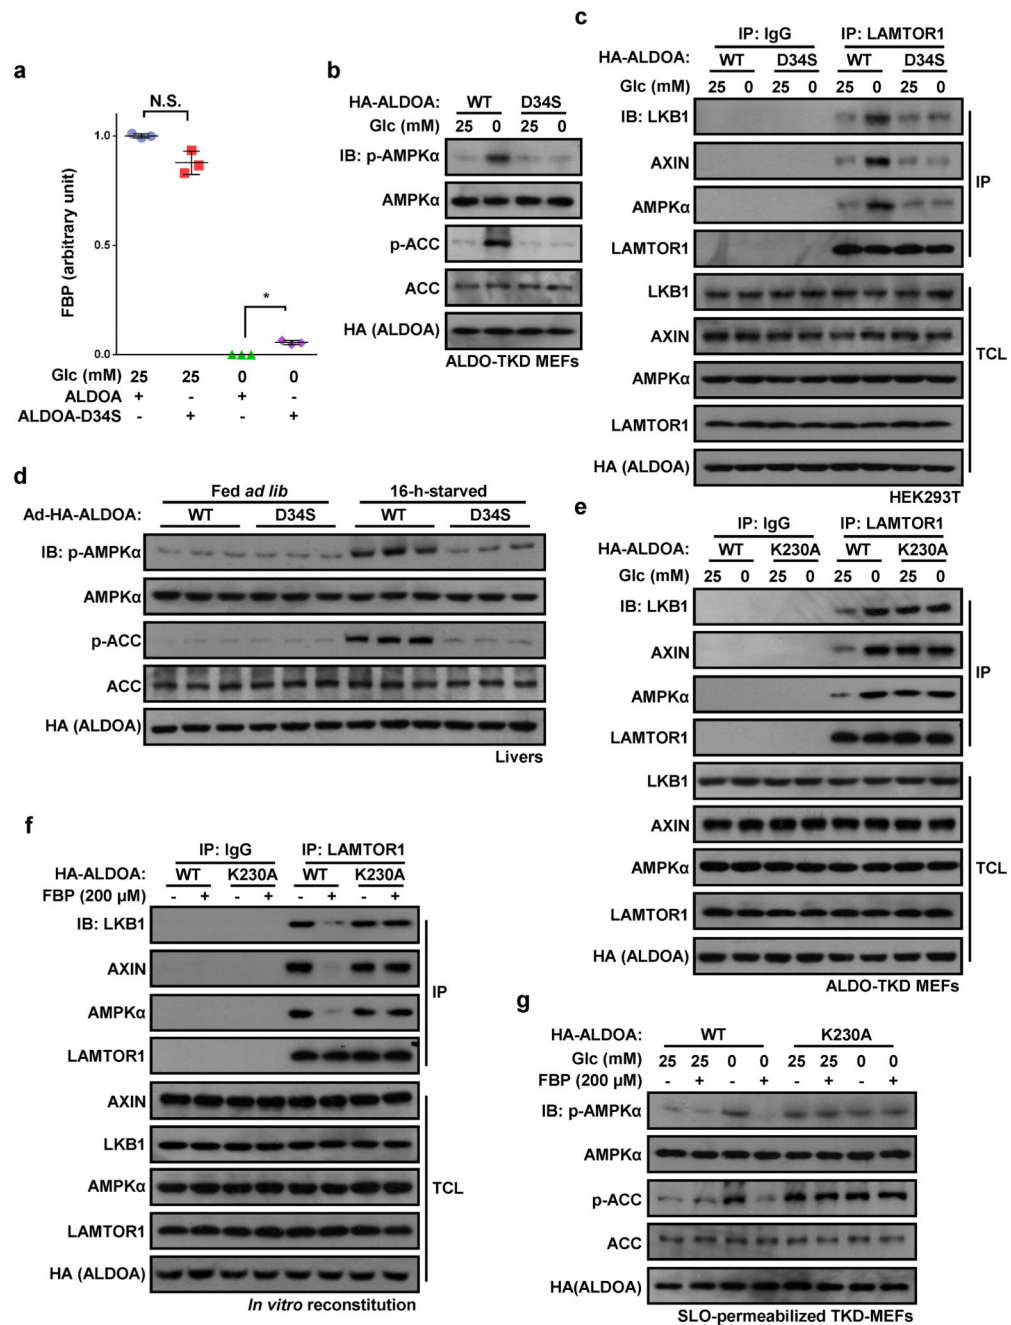 a
N.S.
1.0
0.5
0.0
*
FBP (arbitrary unit)
Glc (mM) 25 25 0 0
ALDOA + - + -
ALDOA-D34S - + - +
b
HA-ALDOA: WT D34S
Glc (mM) 25 0 25 0
IB: p-AMPKα
AMPKα
p-ACC
ACC
HA (ALDOA)
ALDO-TKD MEFs
c
IP: IgG IP: LAMTOR1
HA-ALDOA: WT D34S WT D34S
Glc (mM) 25 0 25 0 25 0 25 0
IB: LKB1
AXIN
AMPKα
LAMTOR1
IP
LKB1
AXIN
AMPKα
LAMTOR1
HA (ALDOA)
TCL
HEK293T
d
Fed ad lib 16-h-starved
Ad-HA-ALDOA: WT D34S WT D34S
IB: p-AMPKα
AMPKα
p-ACC
ACC
HA (ALDOA)
Livers
e
IP: IgG IP: LAMTOR1
HA-ALDOA: WT K230A WT K230A
Glc (mM) 25 0 25 0 25 0 25 0
IB: LKB1
AXIN
AMPKα
LAMTOR1
IP
LKB1
AXIN
AMPKα
LAMTOR1
HA (ALDOA)
TCL
ALDO-TKD MEFs
f
IP: IgG IP: LAMTOR1
HA-ALDOA: WT K230A WT K230A
FBP (200 µM) - + - + - + - +
IB: LKB1
AXIN
AMPKα
LAMTOR1
IP
AXIN
LKB1
AMPKα
LAMTOR1
HA (ALDOA)
TCL
In vitro reconstitution
g
HA-ALDOA: WT K230A
Glc (mM) 25 25 0 0 25 25 0 0
FBP (200 µM) - + - + - + - +
IB: p-AMPKα
AMPKα
p-ACC
ACC
HA(ALDOA)
SLO-permeabilized TKD-MEFs